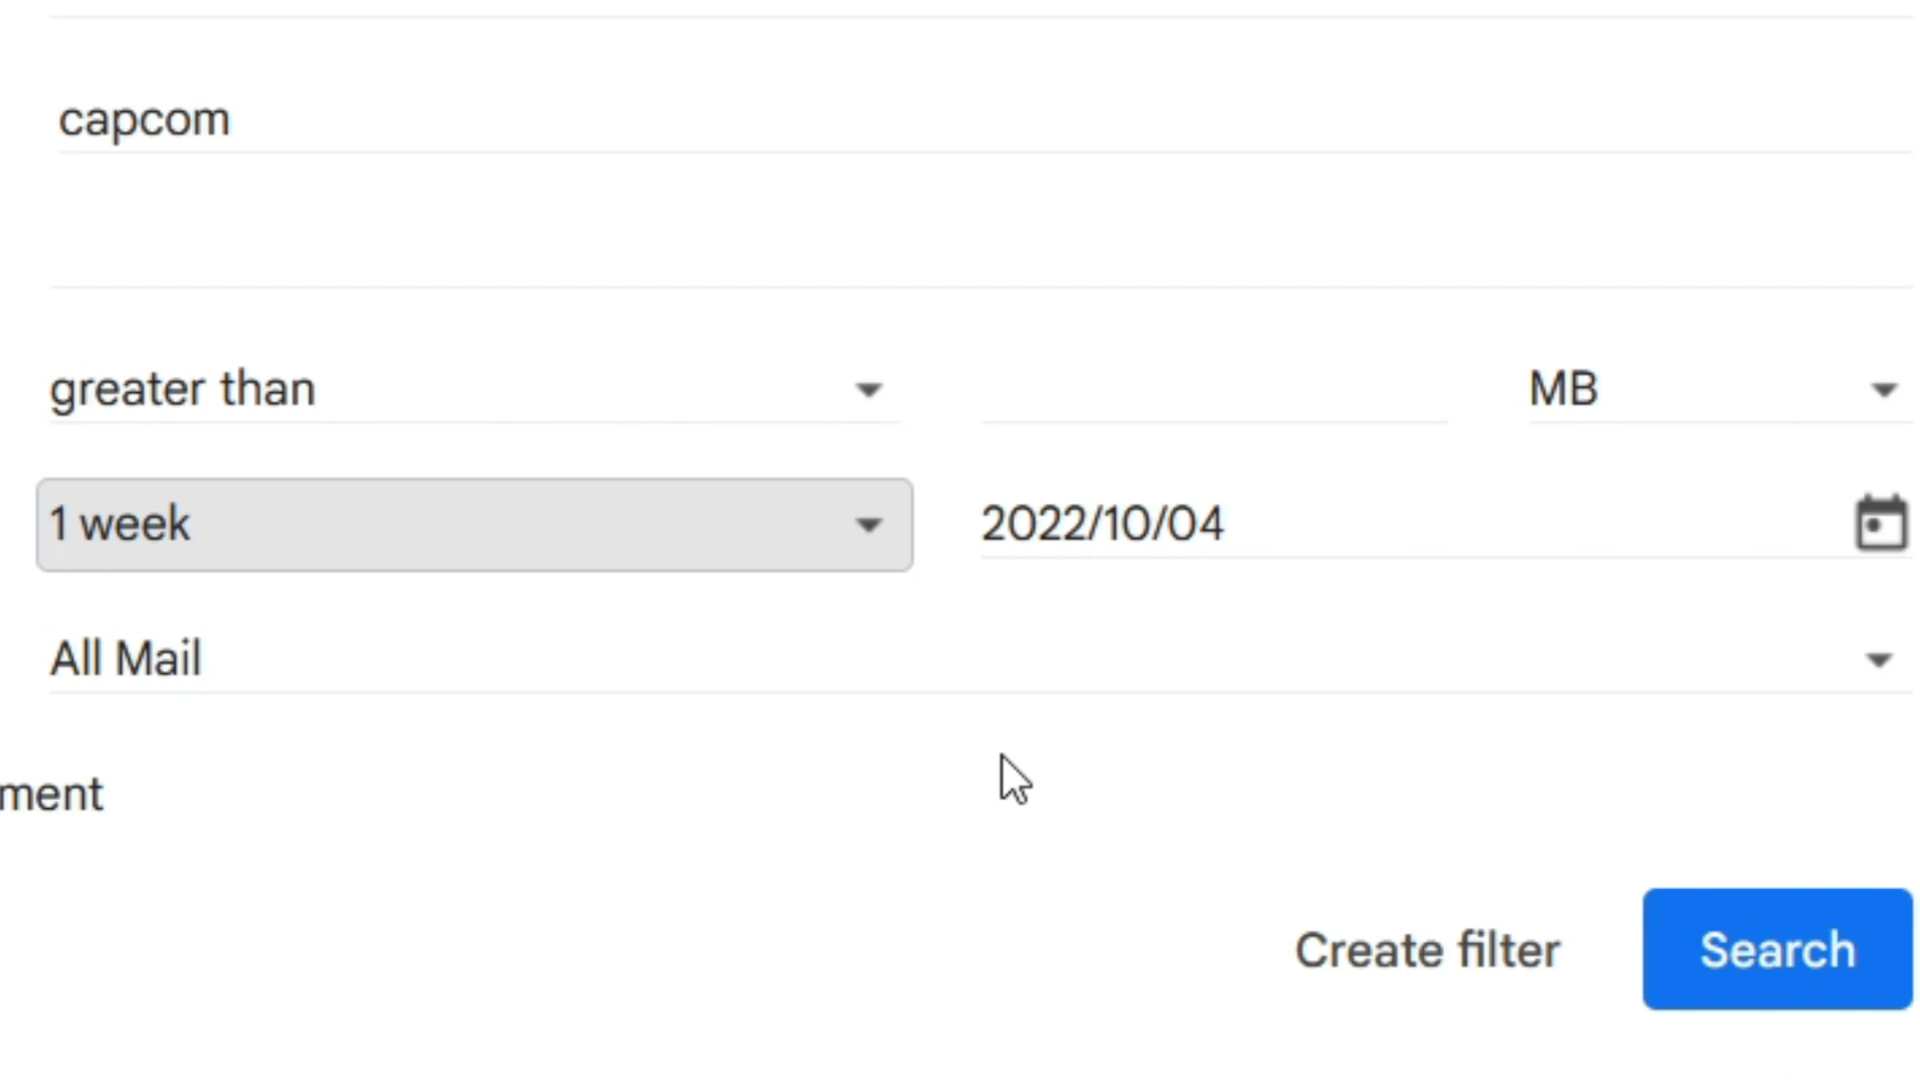 capcom
greater than MB
1 week 2022/10/04
All Mail
ment
Create filter Search